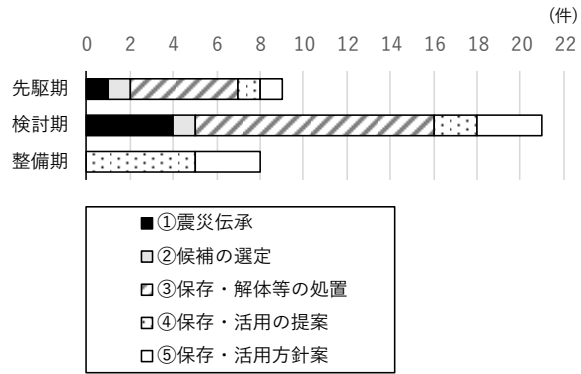 (件)
0 2 4 6 8 10 12 14 16 18 20 22
先駆期
検討期
整備期
①震災伝承
②候補の選定
③保存・解体等の処置
④保存・活用の提案
⑤保存・活用方針案